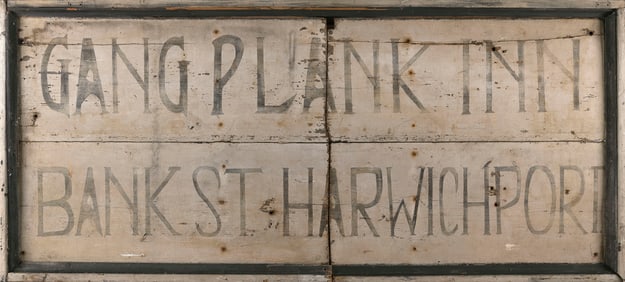 GANG PLANK INN
BANK ST. HARWICHPORT